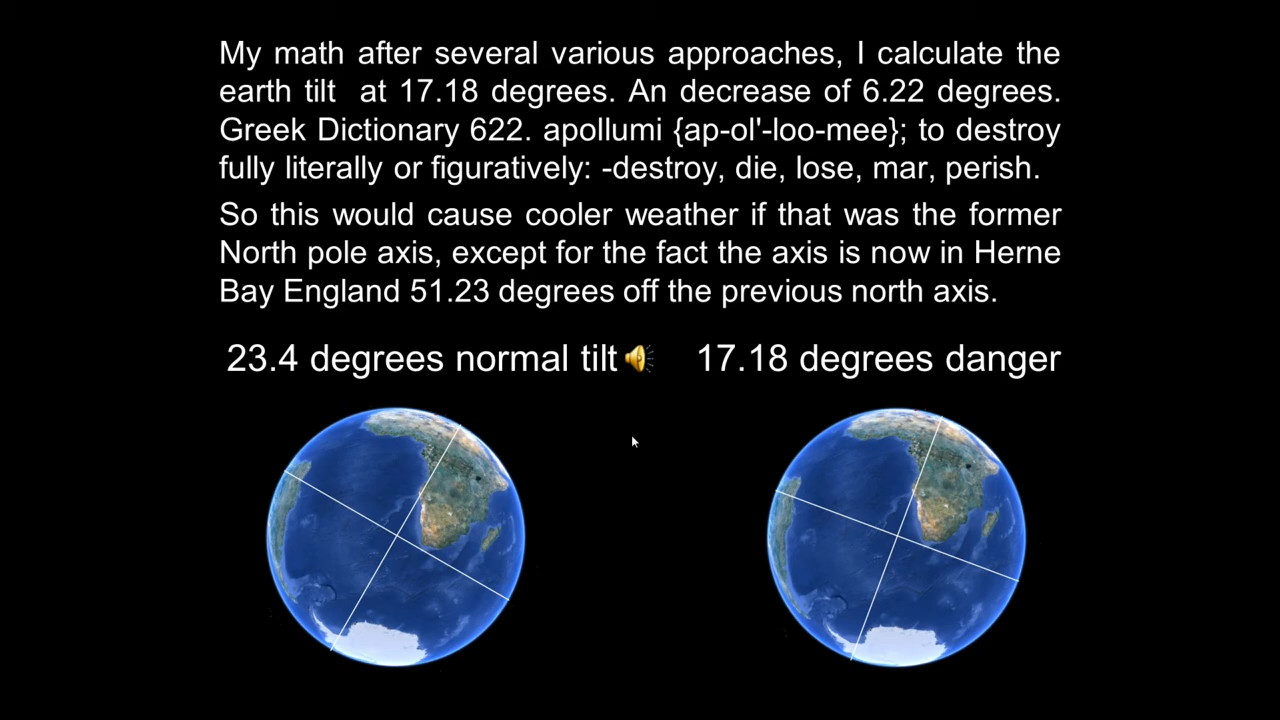 My math after several various approaches, I calculate the
earth tilt at 17.18 degrees. An decrease of 6.22 degrees.
Greek Dictionary 622. apollumi {ap-ol'-loo-mee}; to destroy
fully literally or figuratively: -destroy, die, lose, mar, perish.
So this would cause cooler weather if that was the former
North pole axis, except for the fact the axis is now in Herne
Bay England 51.23 degrees off the previous north axis.
23.4 degrees normal tilt 17.18 degrees danger